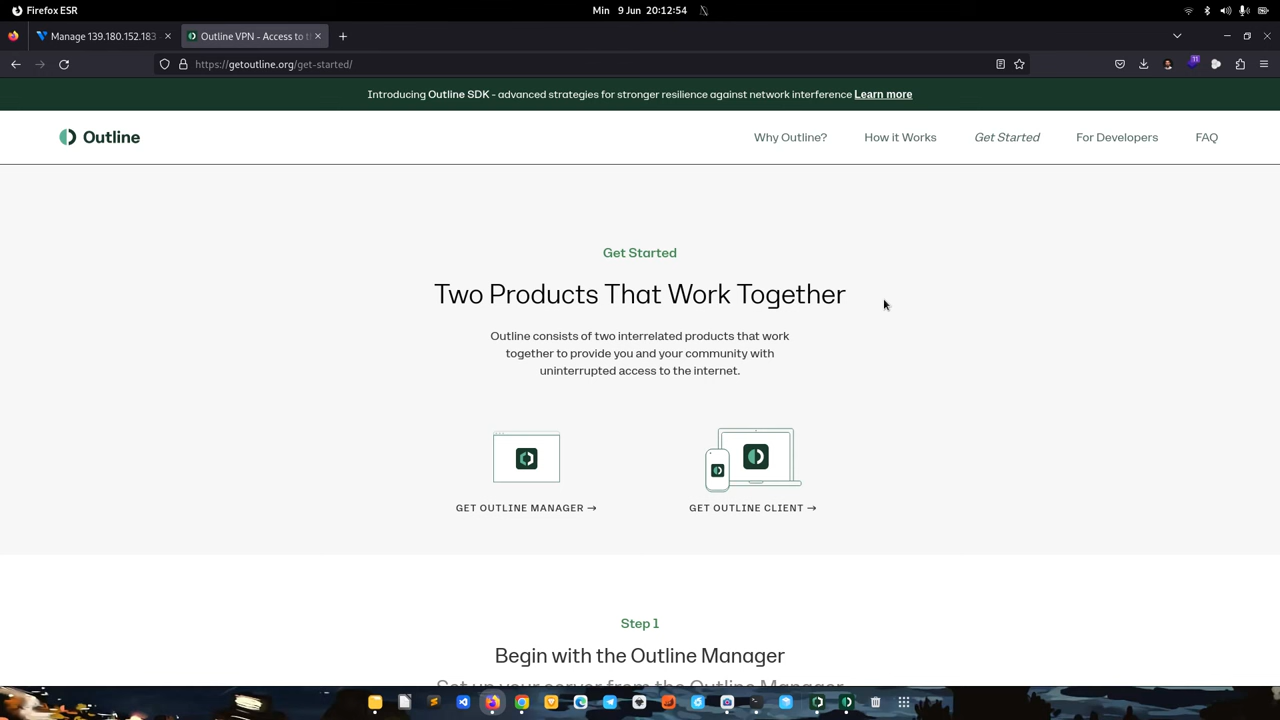 Firefox ESR
Min 9 Jun 20:12:54
Manage 139.180.152.183
Outline VPN - Access to t
https://getoutline.org/get-started/
11
Introducing Outline SDK - advanced strategies for stronger resilience against network interference Learn more
Outline
Why Outline?
How it Works
Get Started
For Developers
FAQ
Get Started
Two Products That Work Together
Outline consists of two interrelated products that work
together to provide you and your community with
uninterrupted access to the internet.
GET OUTLINE MANAGER →
GET OUTLINE CLIENT →
Step 1
Begin with the Outline Manager
Set up your server from the Outline Manager